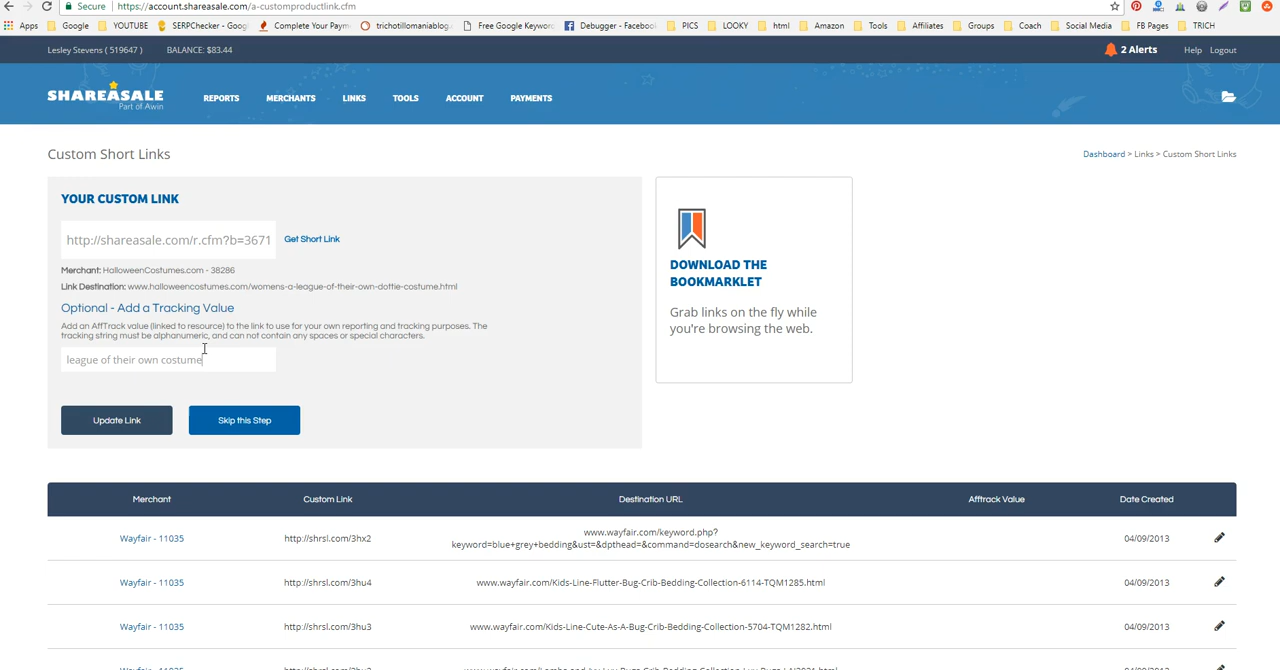 Secure https://account.shareasale.com/a-customproductlink.cfm
Apps Google YOUTUBE SERPChecker - Goog Complete Your Paym trichotillomaniablog. Free Google Keywor Debugger - Faceboo PICS LOOKY html Amazon Tools Affiliates Groups Coach Social Media FB Pages TRICH
Lesley Stevens ( 519647 ) BALANCE: $83.44 2 Alerts Help Logout
SHAREASALE
Part of Awin
REPORTS MERCHANTS LINKS TOOLS ACCOUNT PAYMENTS
Custom Short Links
Dashboard > Links > Custom Short Links
YOUR CUSTOM LINK
http://shareasale.com/r.cfm?b=3671 Get Short Link
Merchant: HalloweenCostumes.com - 38286
Link Destination: www.halloweencostumes.com/womens-a-league-of-their-own-dottie-costume.html
Optional - Add a Tracking Value
Add an AffTrack value (linked to resource) to the link to use for your own reporting and tracking purposes. The
tracking string must be alphanumeric, and can not contain any spaces or special characters.
league of their own costume
Update Link Skip this Step
DOWNLOAD THE
BOOKMARKLET
Grab links on the fly while
you're browsing the web.
Merchant Custom Link Destination URL Afftrack Value Date Created
Wayfair - 11035 http://shrsl.com/3hx2 www.wayfair.com/keyword.php?
keyword=blue+grey+bedding&ust=&dpthead=&command=dosearch&new_keyword_search=true 04/09/2013
Wayfair - 11035 http://shrsl.com/3hu4 www.wayfair.com/Kids-Line-Flutter-Bug-Crib-Bedding-Collection-6114-TQM1285.html 04/09/2013
Wayfair - 11035 http://shrsl.com/3hu3 www.wayfair.com/Kids-Line-Cute-As-A-Bug-Crib-Bedding-Collection-5704-TQM1282.html 04/09/2013